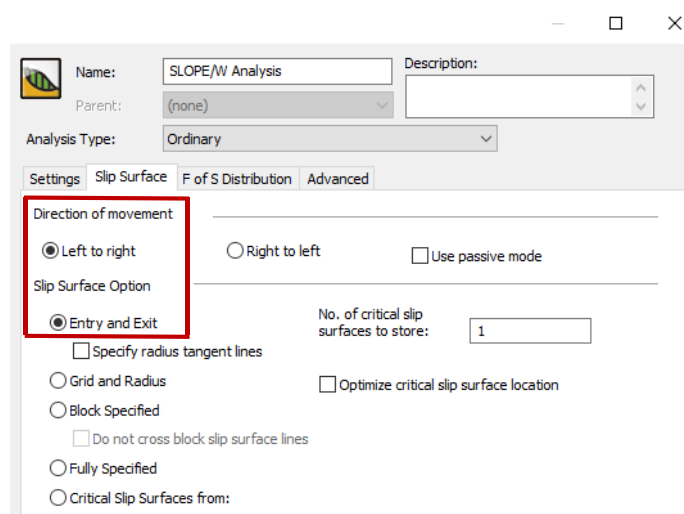 Name: SLOPE/W Analysis Description:
Parent: (none)
Analysis Type: Ordinary
Settings Slip Surface F of S Distribution Advanced
Direction of movement
Left to right Right to left Use passive mode
Slip Surface Option
Entry and Exit No. of critical slip surfaces to store: 1
Specify radius tangent lines
Grid and Radius Optimize critical slip surface location
Block Specified
Do not cross block slip surface lines
Fully Specified
Critical Slip Surfaces from: